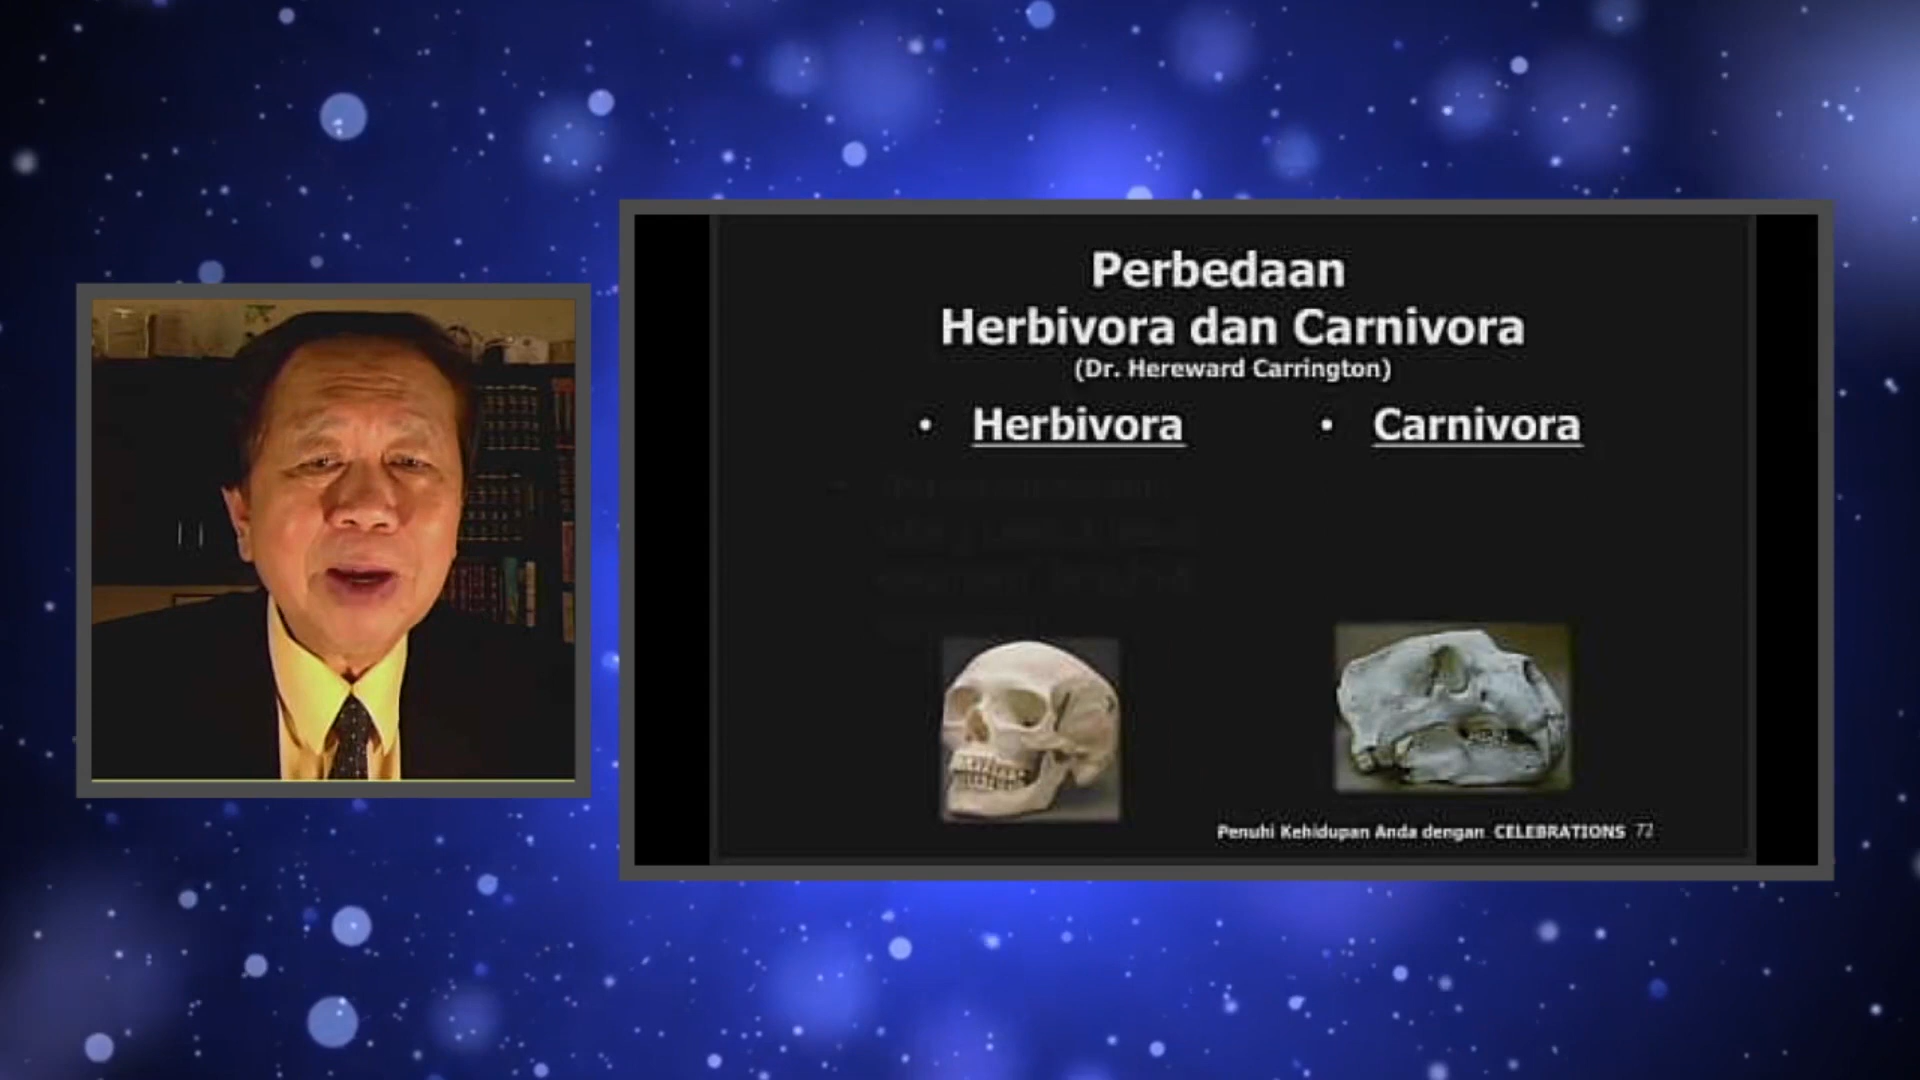 Perbedaan
Herbivora dan Carnivora
(Dr. Hereward Carrington)
• Herbivora
• Carnivora
Penuhi Kehidupan Anda dengan CELEBRATIONS 72